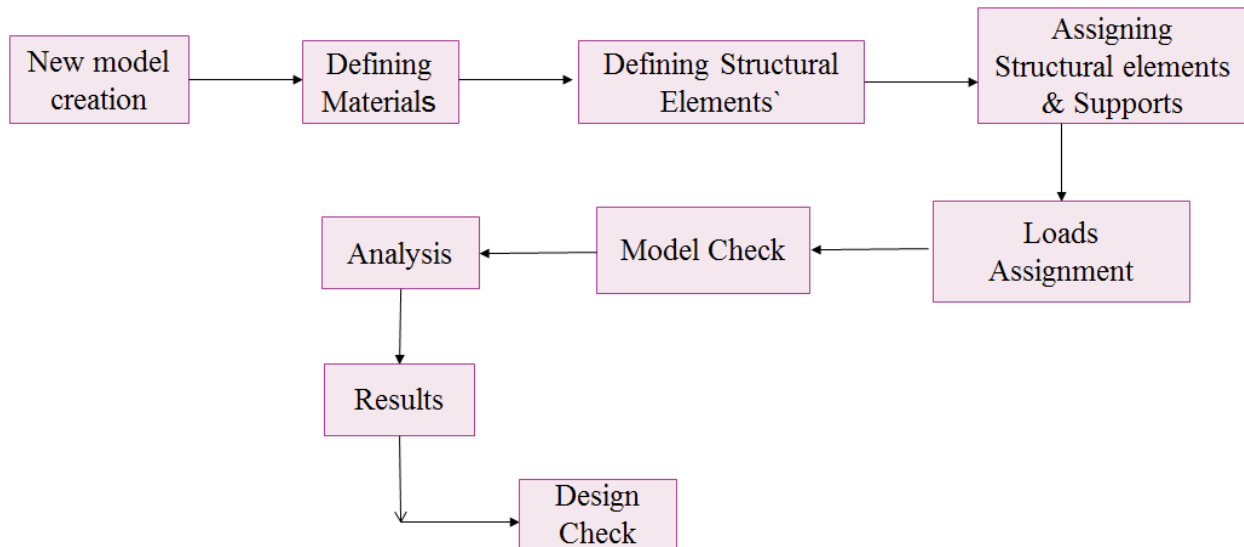 New model
creation
Defining
Materials
Defining Structural
Elements`
Assigning
Structural elements
& Supports
Loads
Assignment
Model Check
Analysis
Results
Design
Check